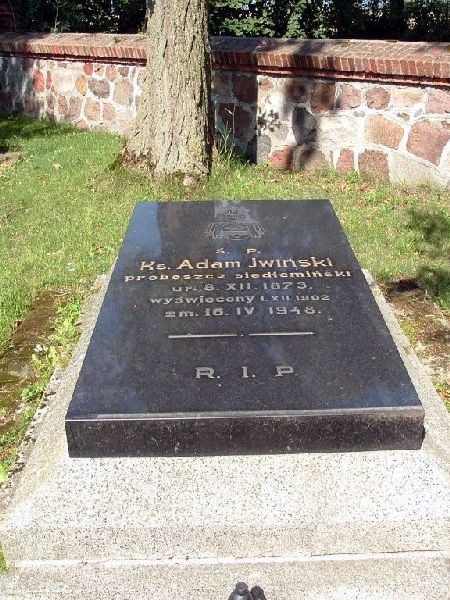 Ś. P.
Ks. Adam Jwiński
proboszcz siedlemiński
ur. 8. XII. 1873.
wyświęcony 1. XII. 1902
zm. 16. IV. 1948.
R. I. P.